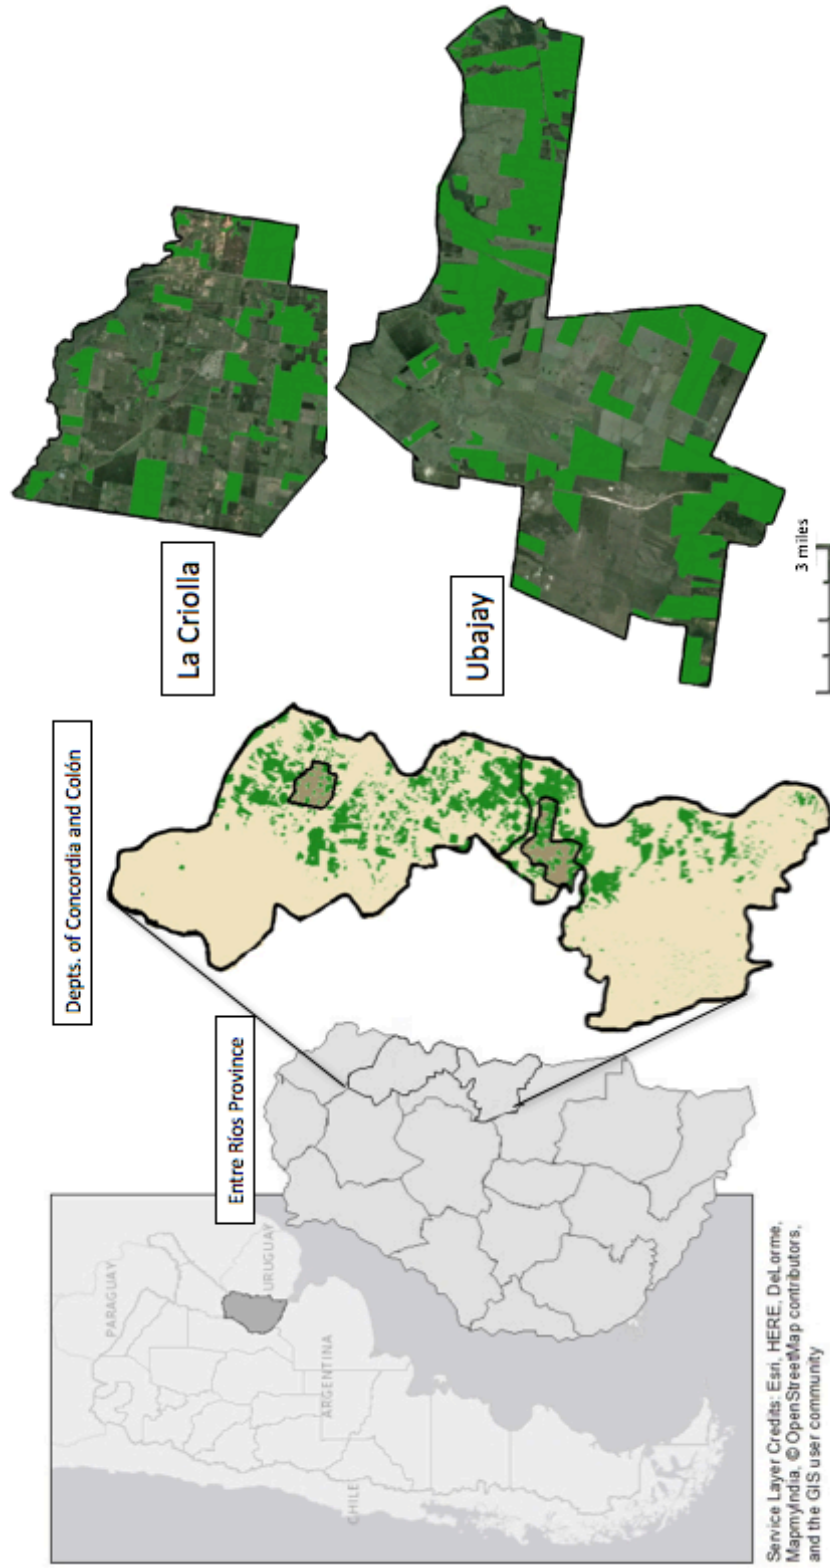 PARAGUAY
URUGUAY
ARGENTINA
CHILE
Entre Ríos Province
Depts. of Concordia and Colón
La Criolla
Ubajay
3 miles
Service Layer Credits: Esri, HERE, DeLorme,
MapmyIndia, © OpenStreetMap contributors,
and the GIS user community